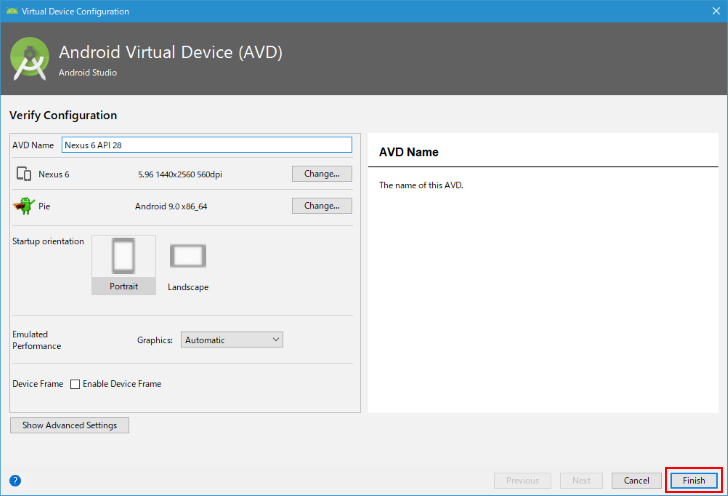 Virtual Device Configuration
Android Virtual Device (AVD)
Android Studio
Verify Configuration
AVD Name Nexus 6 API 28
Nexus 6 5.96 1440x2560 560dpi Change...
Pie Android 9.0 x86_64 Change...
Startup orientation
Portrait Landscape
Emulated
Performance Graphics: Automatic
Device Frame Enable Device Frame
Show Advanced Settings
AVD Name
The name of this AVD.
? Previous Next Cancel Finish